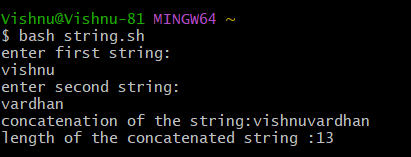 Vishnu@Vishnu-81 MINGW64 ~
$ bash string.sh
enter first string:
vishnu
enter second string:
vardhan
concatenation of the string:vishnuvardhan
length of the concatenated string :13